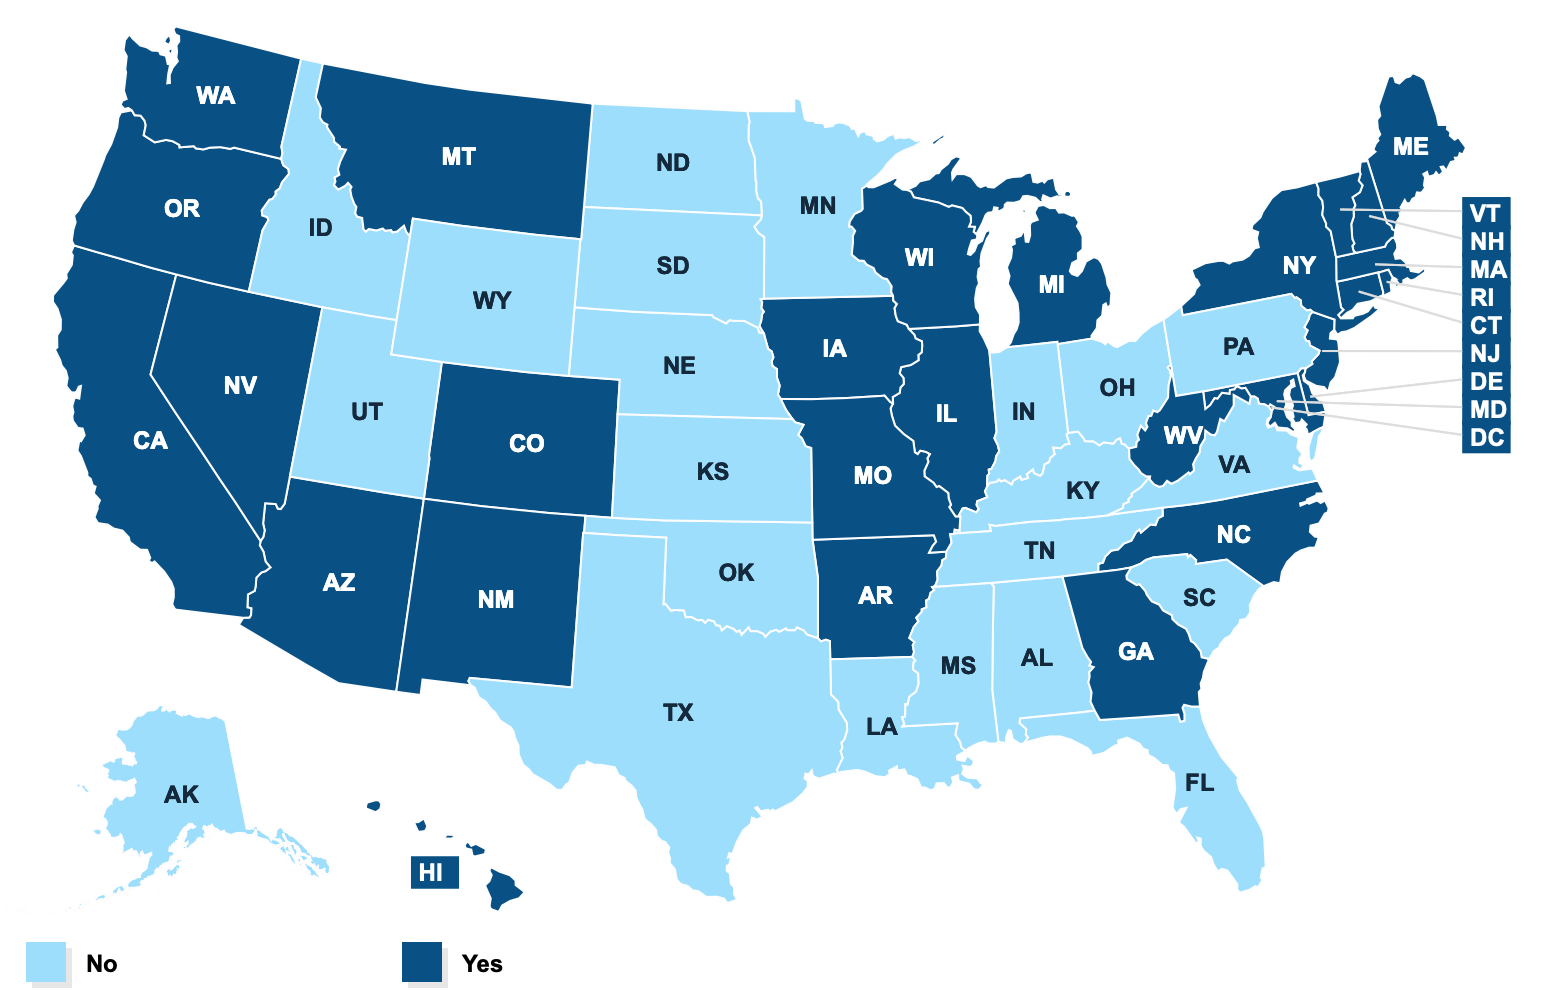 WA
MT
ME
ND
OR
MN
ID
VT
NH
WI
SD
NY
MA
MI
WY
RI
CT
IA
PA
NJ
NE
NV
DE
OH
UT
IN
IL
MD
CA
CO
WV
DC
VA
KS
MO
KY
NC
TN
OK
AZ
NM
AR
SC
GA
AL
MS
TX
LA
FL
AK
HI
No
Yes